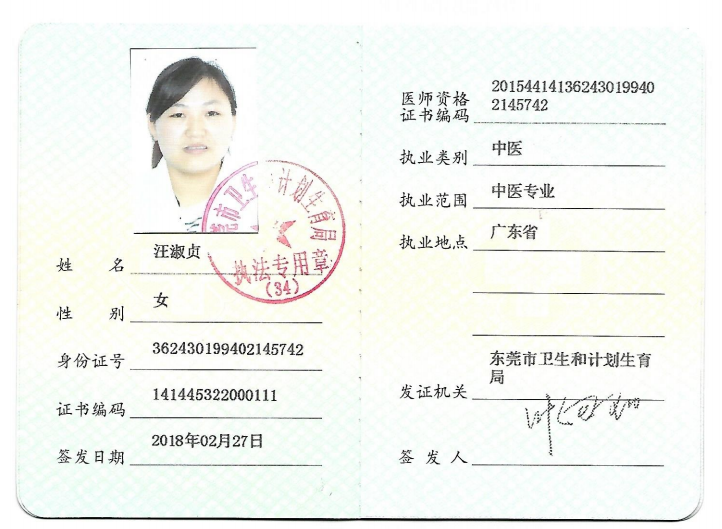 姓 名 汪淑贞
性 别 女
身份证号 362430199402145742
证书编码 141445322000111
签发日期 2018年02月27日
莞市卫生 计划生育局
执法专用章
(34)
医师资格
证书编码
20154414136243019940
2145742
执业类别 中医
执业范围 中医专业
执业地点 广东省
发证机关 东莞市卫生和计划生育
局
签 发 人